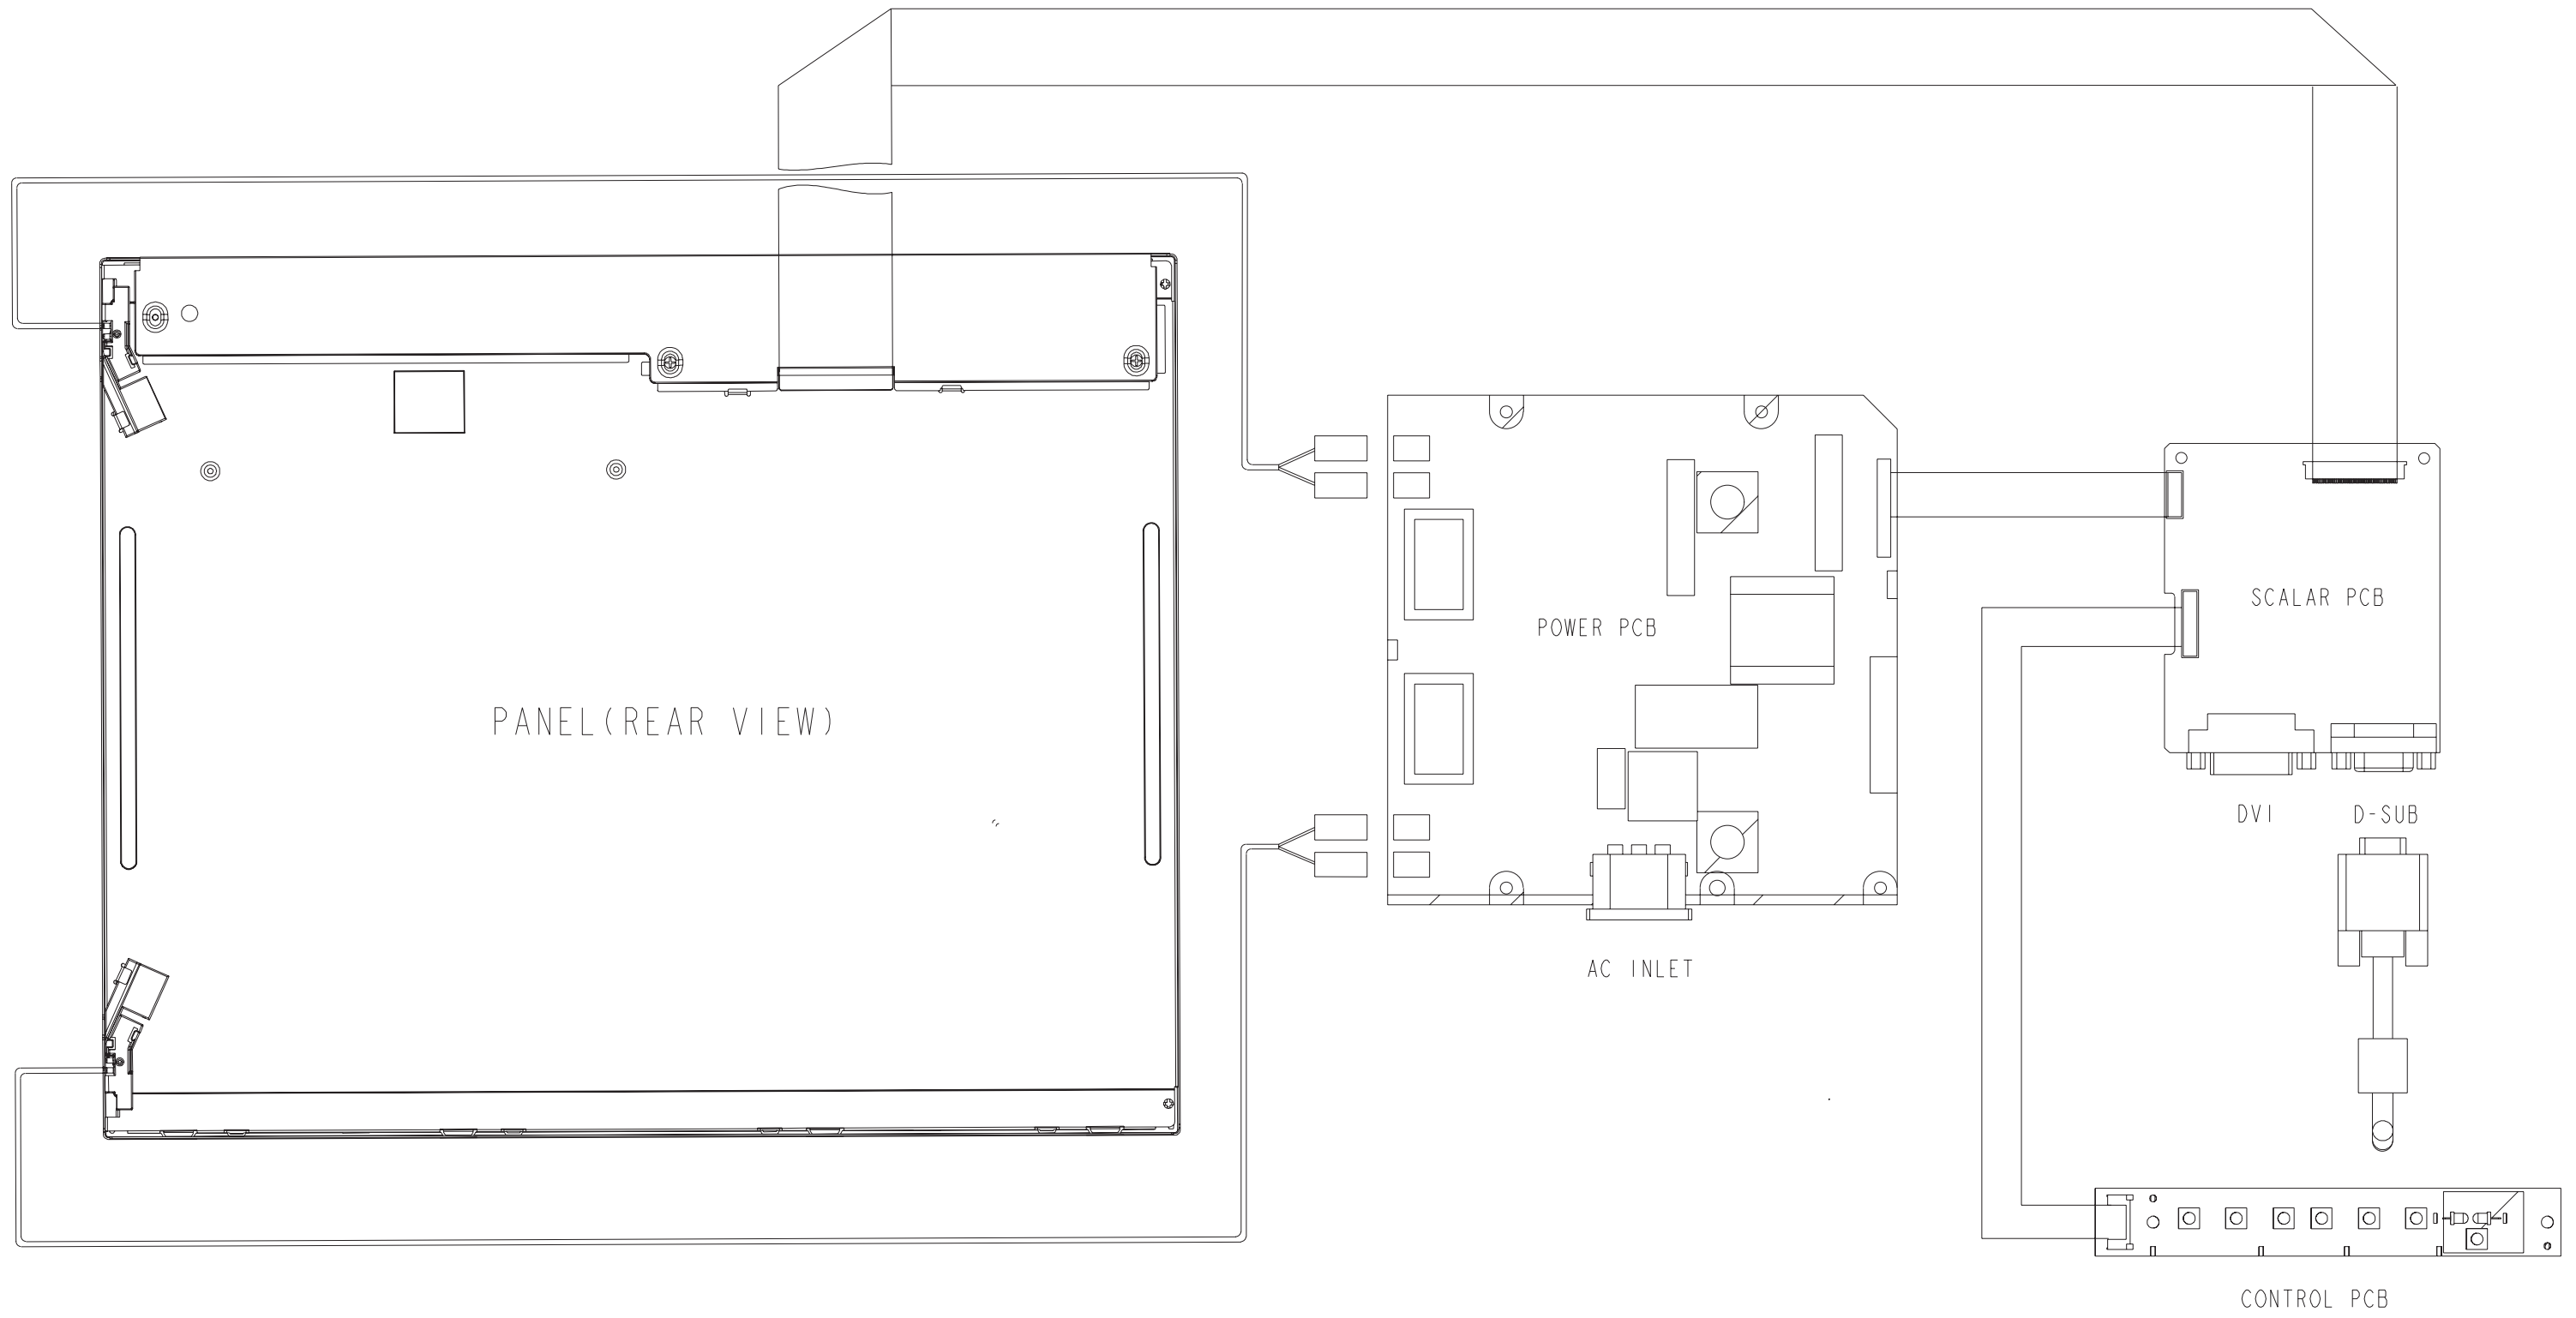 SCALAR PCB
POWER PCB
PANEL(REAR VIEW)
DVI
D-SUB
AC INLET
CONTROL PCB